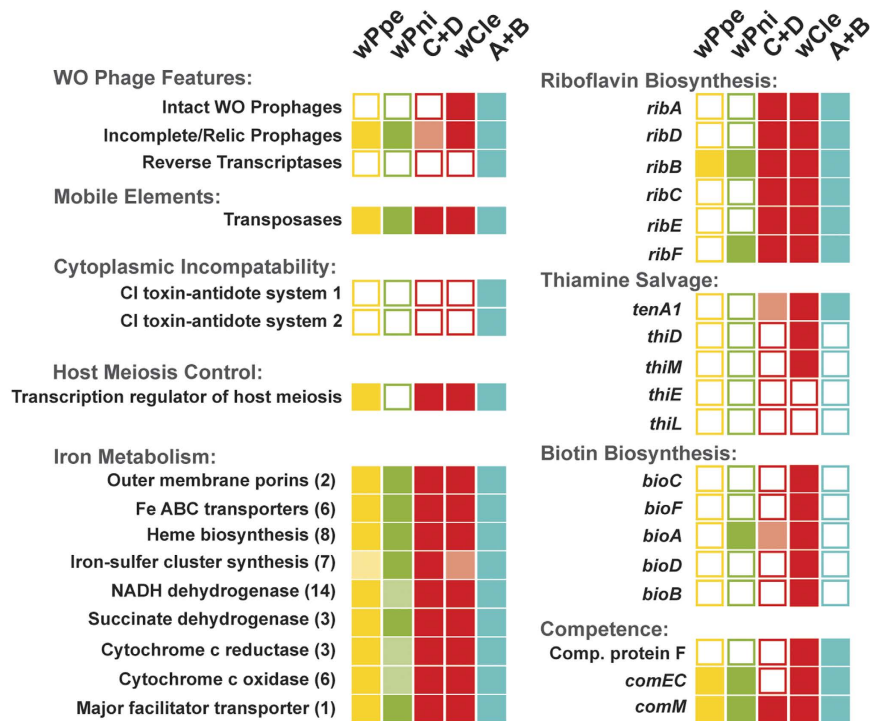 wPpe wPni C+D wCle A+B
WO Phage Features:
Intact WO Prophages
Incomplete/Relic Prophages
Reverse Transcriptases
Mobile Elements:
Transposases
Cytoplasmic Incompatability:
CI toxin-antidote system 1
CI toxin-antidote system 2
Host Meiosis Control:
Transcription regulator of host meiosis
Iron Metabolism:
Outer membrane porins (2)
Fe ABC transporters (6)
Heme biosynthesis (8)
Iron-sulfer cluster synthesis (7)
NADH dehydrogenase (14)
Succinate dehydrogenase (3)
Cytochrome c reductase (3)
Cytochrome c oxidase (6)
Major facilitator transporter (1)
wPpe wPni C+D wCle A+B
Riboflavin Biosynthesis:
ribA
ribD
ribB
ribC
ribE
ribF
Thiamine Salvage:
tenA1
thiD
thiM
thiE
thiL
Biotin Biosynthesis:
bioC
bioF
bioA
bioD
bioB
Competence:
Comp. protein F
comEC
comM